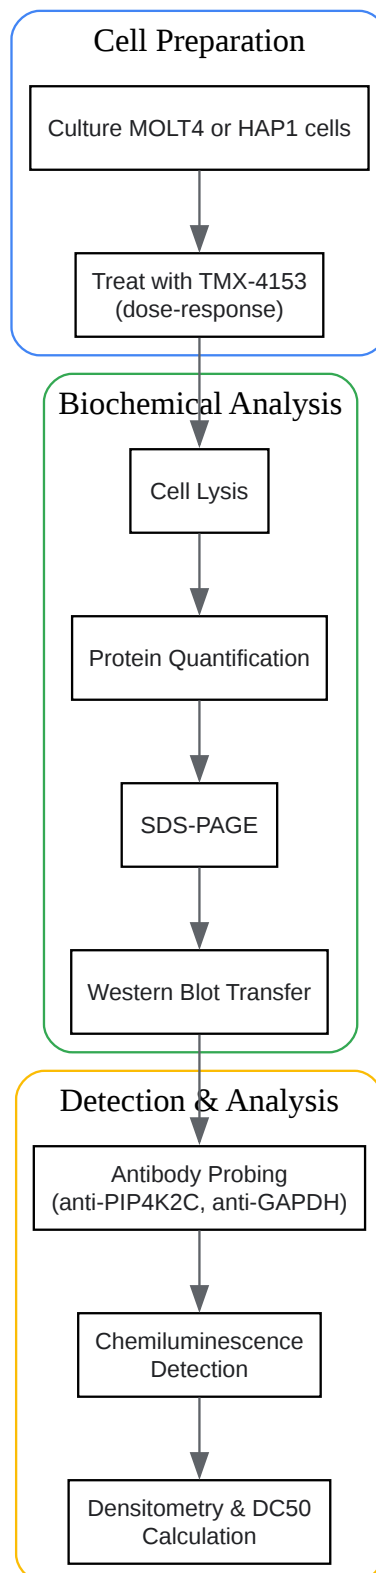 Cell Preparation
Culture MOLT4 or HAP1 cells
Treat with TMX-4153
(dose-response)
Biochemical Analysis
Cell Lysis
Protein Quantification
SDS-PAGE
Western Blot Transfer
Detection & Analysis
Antibody Probing
(anti-PIP4K2C, anti-GAPDH)
Chemiluminescence
Detection
Densitometry & DC50
Calculation